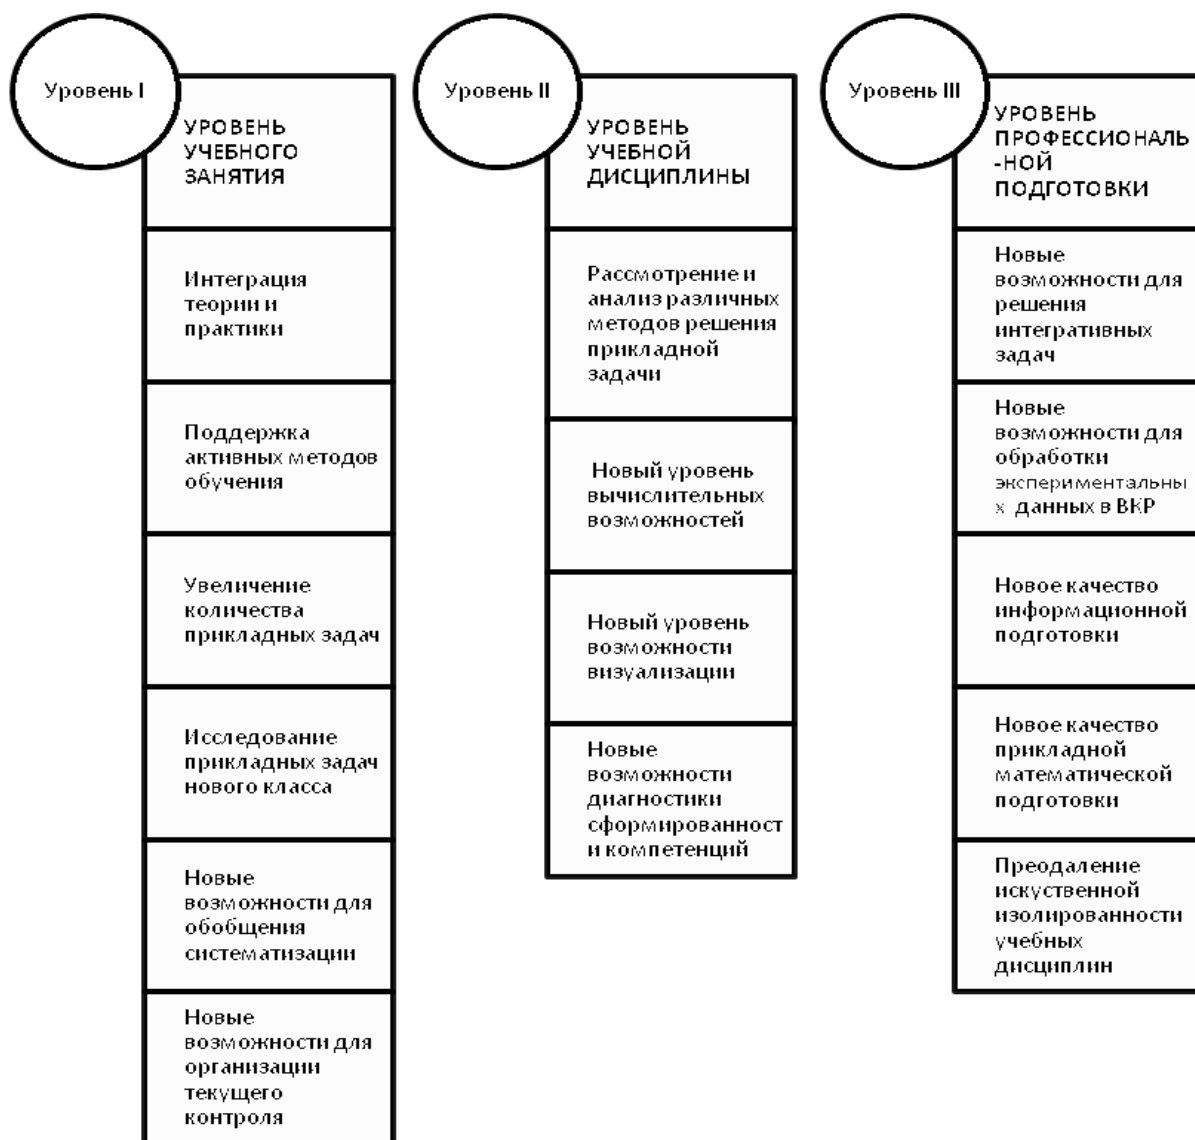 Уровень I
УРОВЕНЬ
УЧЕБНОГО
ЗАНЯТИЯ
Интеграция
теории и
практики
Поддержка
активных методов
обучения
Увеличение
количества
прикладных задач
Исследование
прикладных задач
нового класса
Новые
возможности для
обобщения
систематизации
Новые
возможности для
организации
текущего
контроля
Уровень II
УРОВЕНЬ
УЧЕБНОЙ
ДИСЦИПЛИНЫ
Рассмотрение и
анализ различных
методов решения
прикладной
задачи
Новый уровень
вычислительных
возможностей
Новый уровень
возможности
визуализации
Новые
возможности
диагностики
сформированност
и компетенций
Уровень III
УРОВЕНЬ
ПРОФЕССИОНАЛЬ
-НОЙ
ПОДГОТОВКИ
Новые
возможности для
решения
интегративных
задач
Новые
возможности для
обработки
экспериментальны
х данных в ВКР
Новое качество
информационной
подготовки
Новое качество
прикладной
математической
подготовки
Преодаление
искуственной
изолированности
учебных
дисциплин